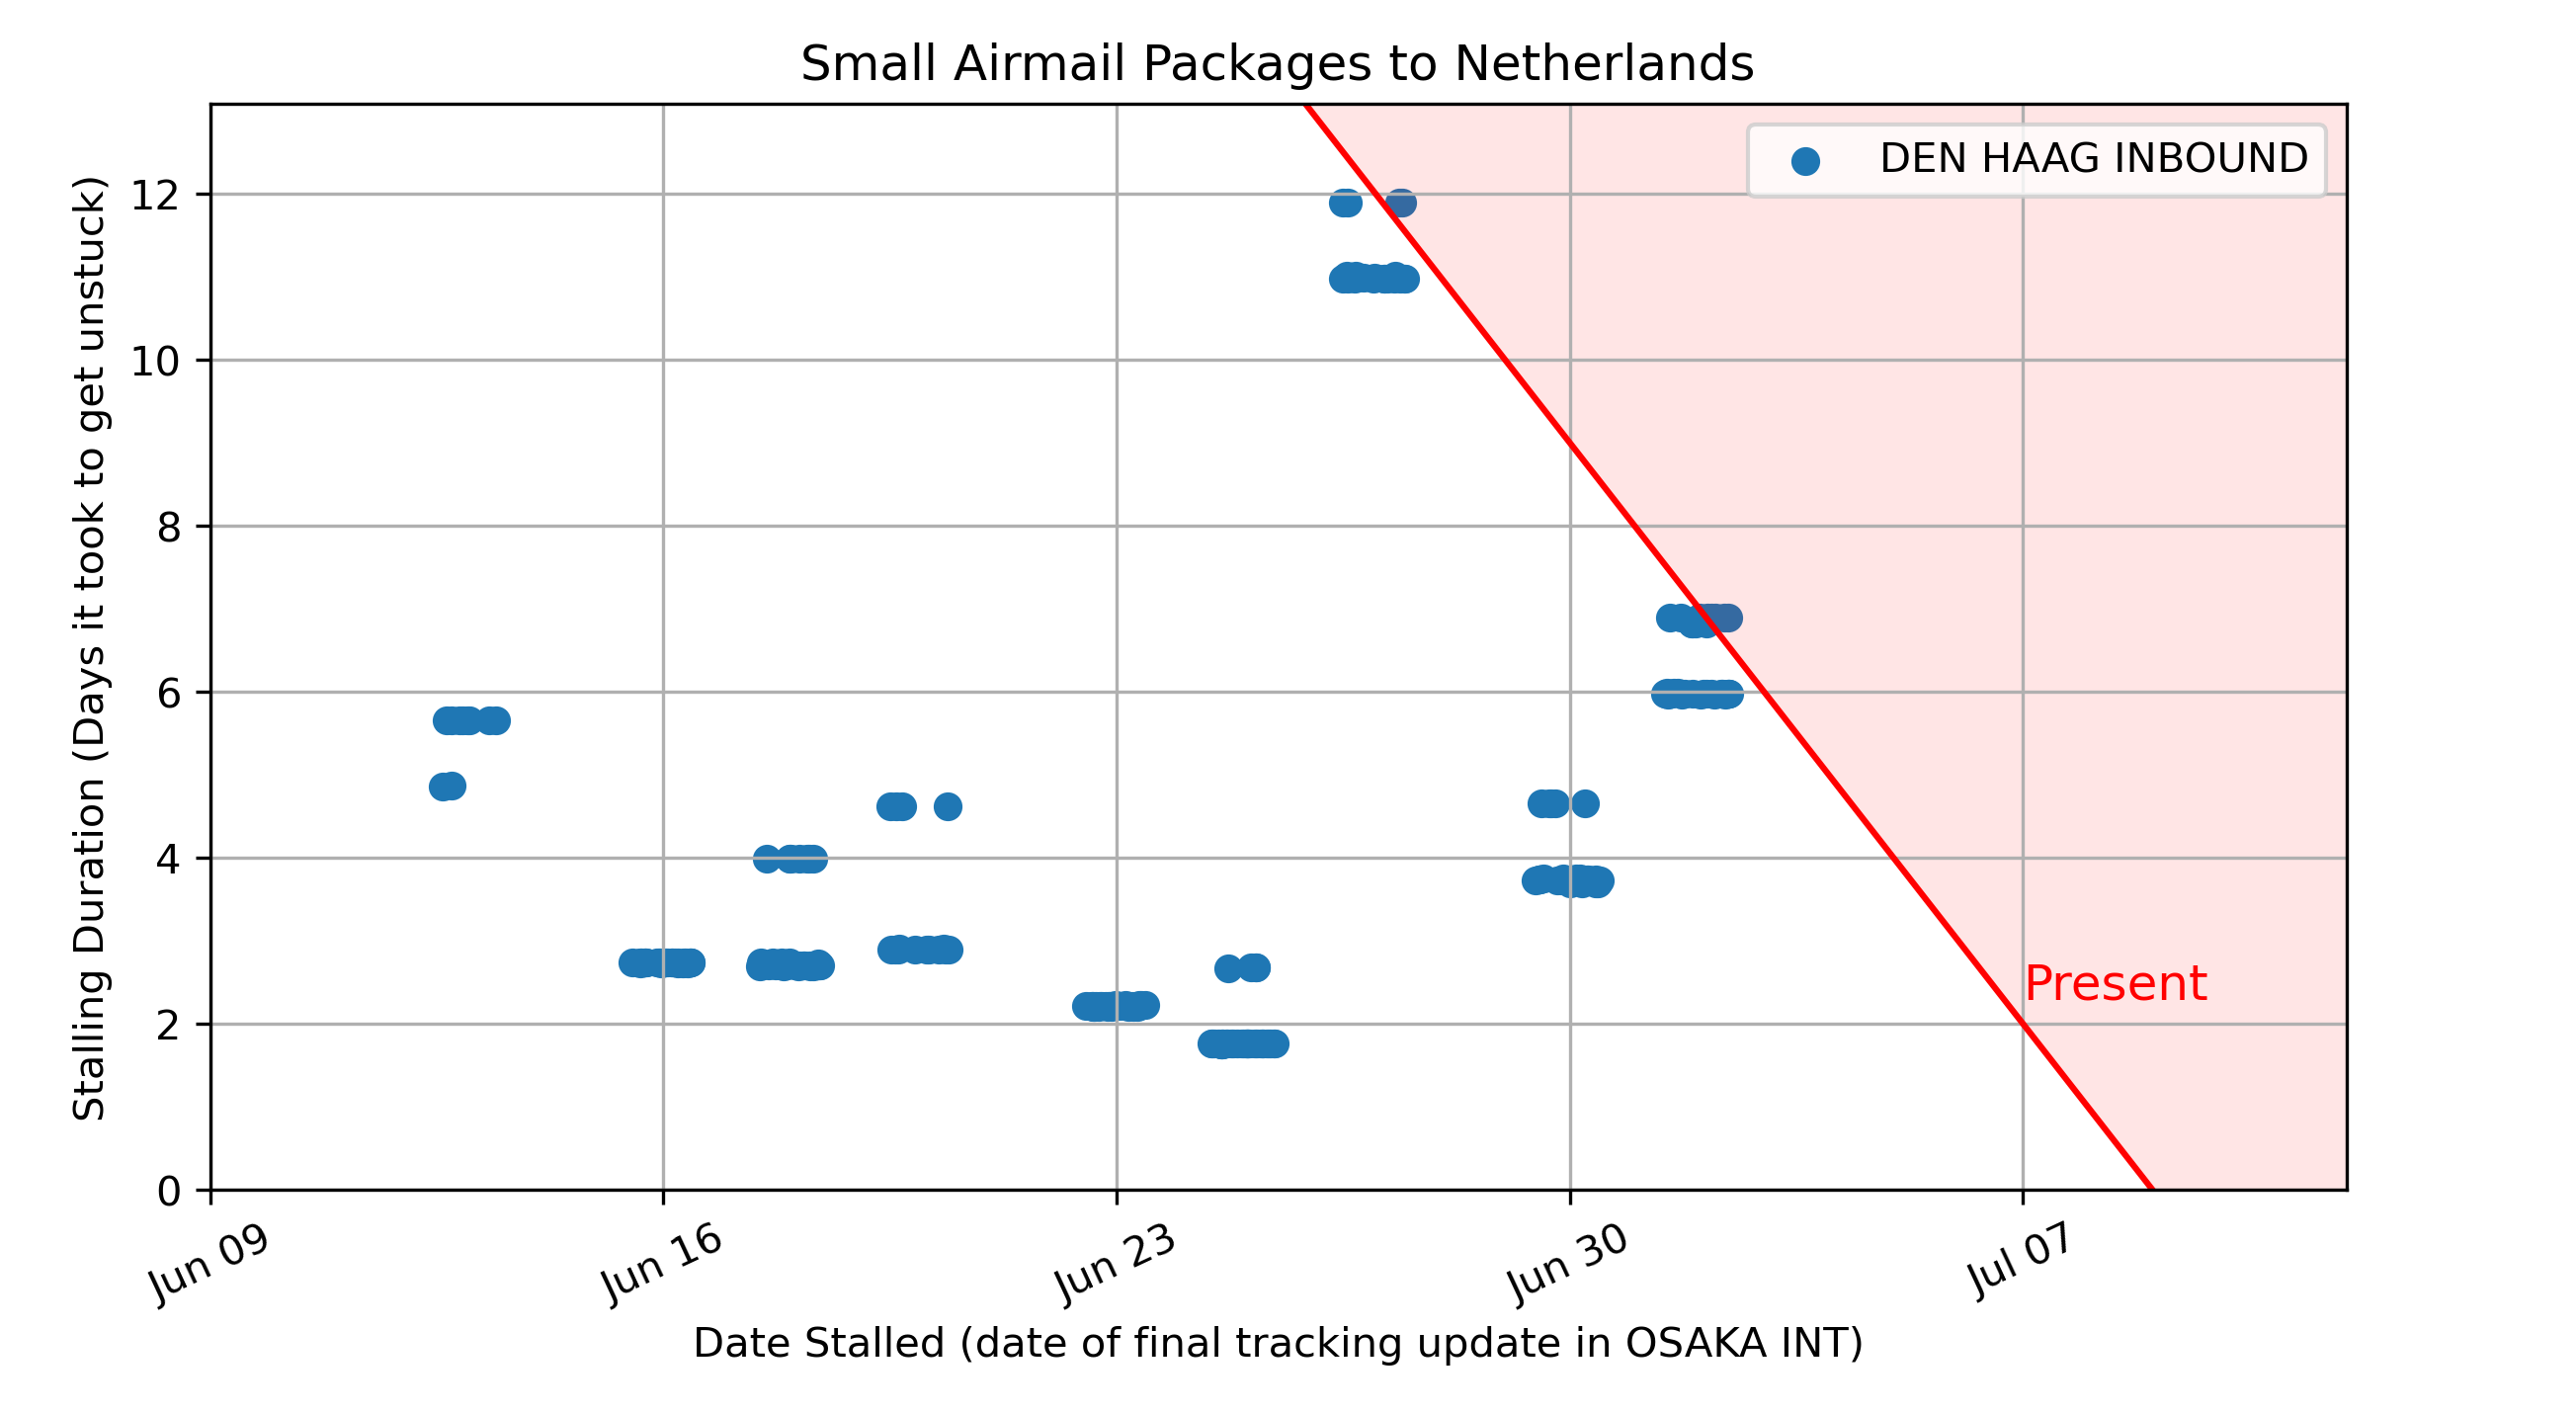 Small Airmail Packages to Netherlands
DEN HAAG INBOUND
Stalling Duration (Days it took to get unstuck)
12
10
8
6
4
2
0
Present
Jun 09
Jun 16
Jun 23
Jun 30
Jul 07
Date Stalled (date of final tracking update in OSAKA INT)